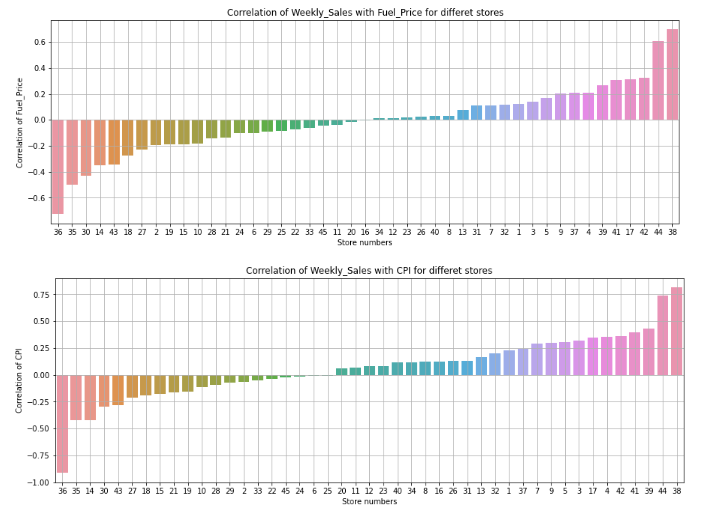 Correlation of Weekly_Sales with Fuel_Price for differet stores
Correlation of Fuel_Price
0.6
0.4
0.2
0.0
−0.2
−0.4
−0.6
36 35 30 14 43 18 27 2 19 15 10 28 21 24 6 29 25 22 33 45 11 20 16 34 12 23 26 40 8 13 31 7 32 1 3 5 9 37 4 39 41 17 42 44 38
Store numbers
Correlation of Weekly_Sales with CPI for differet stores
Correlation of CPI
0.75
0.50
0.25
0.00
−0.25
−0.50
−0.75
−1.00
36 35 14 30 43 27 18 15 21 19 10 28 29 2 33 22 45 24 6 25 20 11 12 23 40 34 8 16 26 31 13 32 1 37 7 9 5 3 17 4 42 41 39 44 38
Store numbers